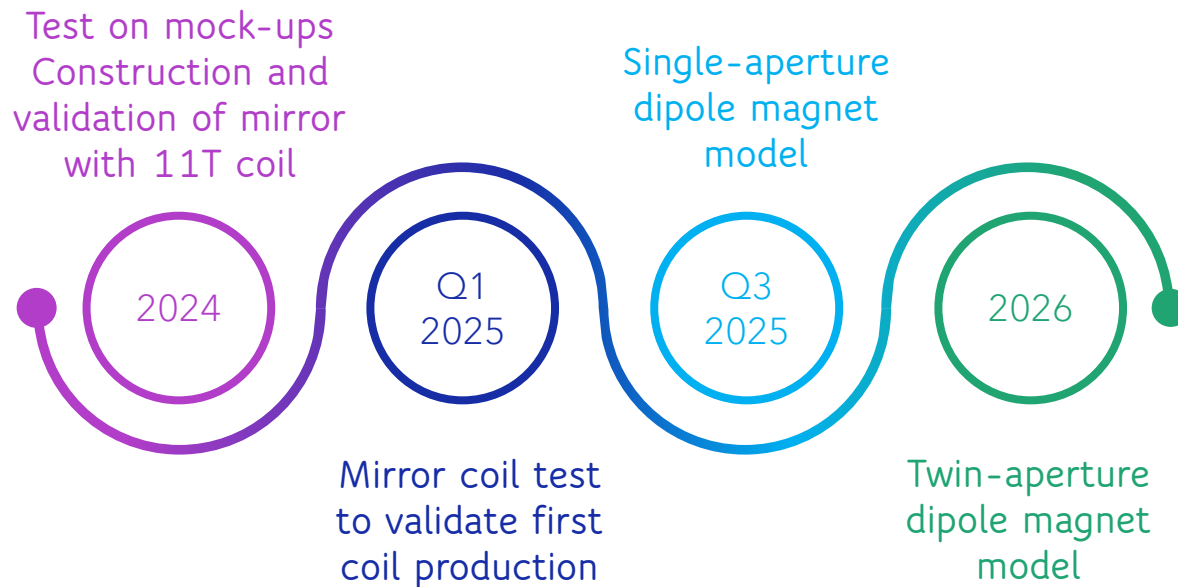 Test on mock-ups
Construction and
validation of mirror
with 11T coil
2024
Q1
2025
Mirror coil test
to validate first
coil production
Single-aperture
dipole magnet
model
Q3
2025
2026
Twin-aperture
dipole magnet
model